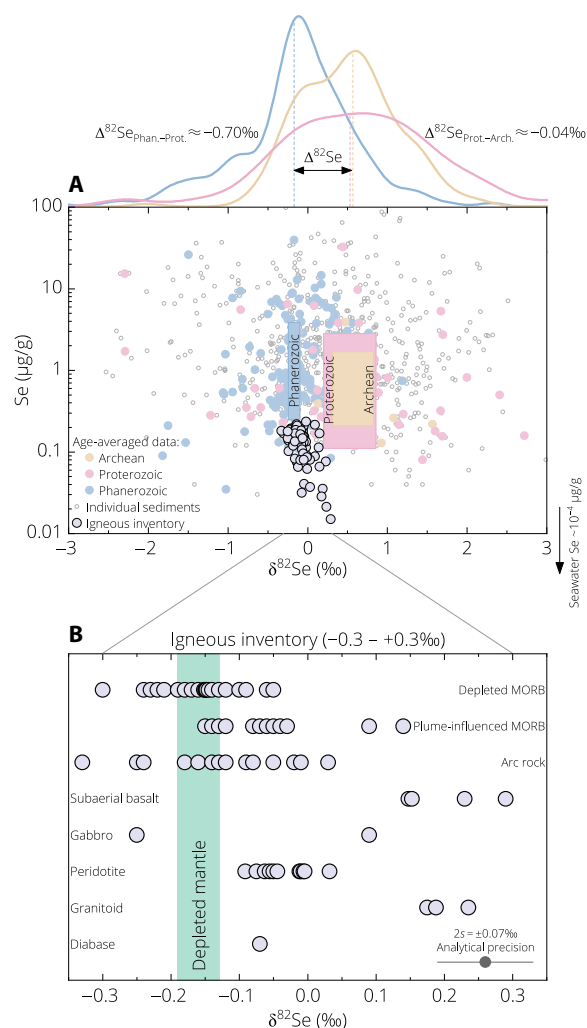 Δ⁸²Se_Phan.–Prot. ≈ −0.70‰
Δ⁸²Se_Prot.–Arch. ≈ −0.04‰
Δ⁸²Se
A
100
10
1
0.1
0.01
Se (µg/g)
Phanerozoic
Proterozoic
Archean
Age-averaged data:
Archean
Proterozoic
Phanerozoic
Individual sediments
Igneous inventory
−3
−2
−1
0
1
2
3
δ⁸²Se (‰)
Seawater Se ~10⁻⁴ µg/g
B
Igneous inventory (−0.3 – +0.3‰)
Depleted MORB
Plume-influenced MORB
Arc rock
Subaerial basalt
Gabbro
Peridotite
Granitoid
Diabase
Depleted mantle
2s = ±0.07‰
Analytical precision
−0.3
−0.2
−0.1
0.0
0.1
0.2
0.3
δ⁸²Se (‰)